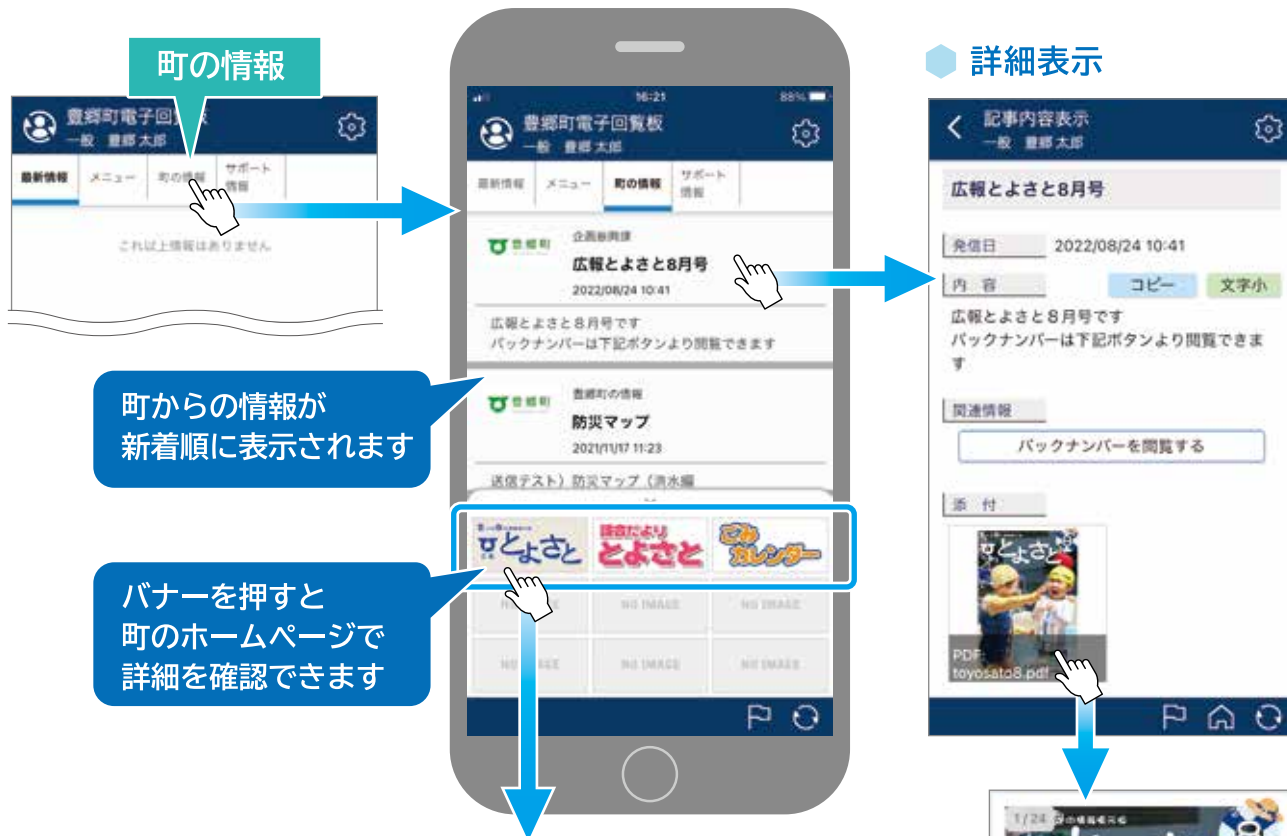 町の情報
豊郷町電子回覧板
一般 豊郷 太郎
最新情報
メニュー
町の情報
サポート
情報
これ以上情報はありません
町からの情報が
新着順に表示されます
バナーを押すと
町のホームページで
詳細を確認できます
16:21
88%
豊郷町電子回覧板
一般 豊郷 太郎
最新情報
メニュー
町の情報
サポート
情報
豊郷町
企画振興課
広報とよさと8月号
2022/08/24 10:41
広報とよさと8月号です
バックナンバーは下記ボタンより閲覧できます
豊郷町
豊郷町の情報
防災マップ
2021/11/17 11:23
送信テスト）防災マップ（洪水編
とよさと
議会だより
とよさと
ごみ
カレンダー
NO IMAGE
NO IMAGE
NO IMAGE
NO IMAGE
NO IMAGE
詳細表示
記事内容表示
一般 豊郷 太郎
広報とよさと8月号
発信日
2022/08/24 10:41
内 容
コピー
文字小
広報とよさと８月号です
バックナンバーは下記ボタンより閲覧できま
す
関連情報
バックナンバーを閲覧する
添 付
とよさと
PDF:
toyosato8.pdf
1/24